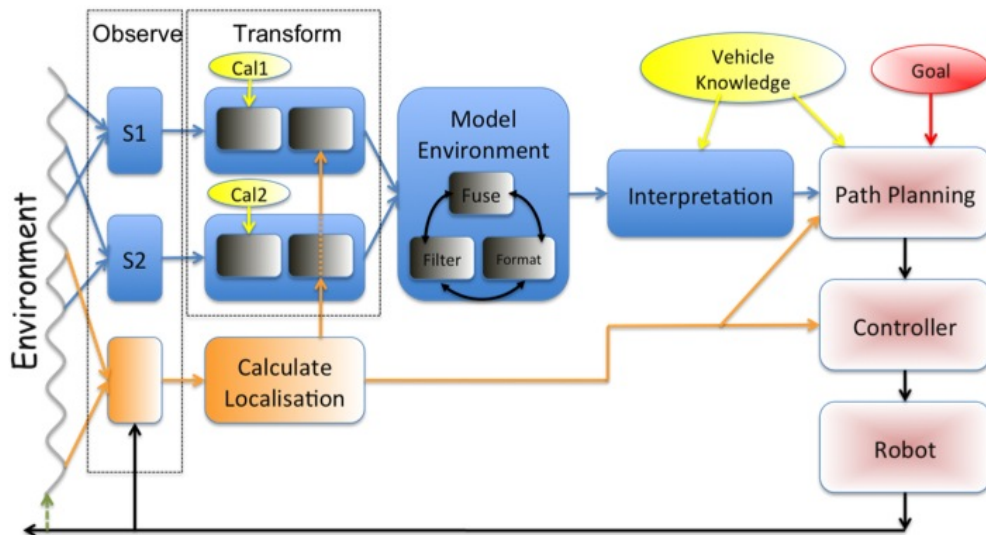 Observe
Transform
Cal1
Vehicle
Knowledge
Goal
S1
Model
Environment
Fuse
Filter
Format
Interpretation
Path Planning
Cal2
S2
Environment
Calculate
Localisation
Controller
Robot